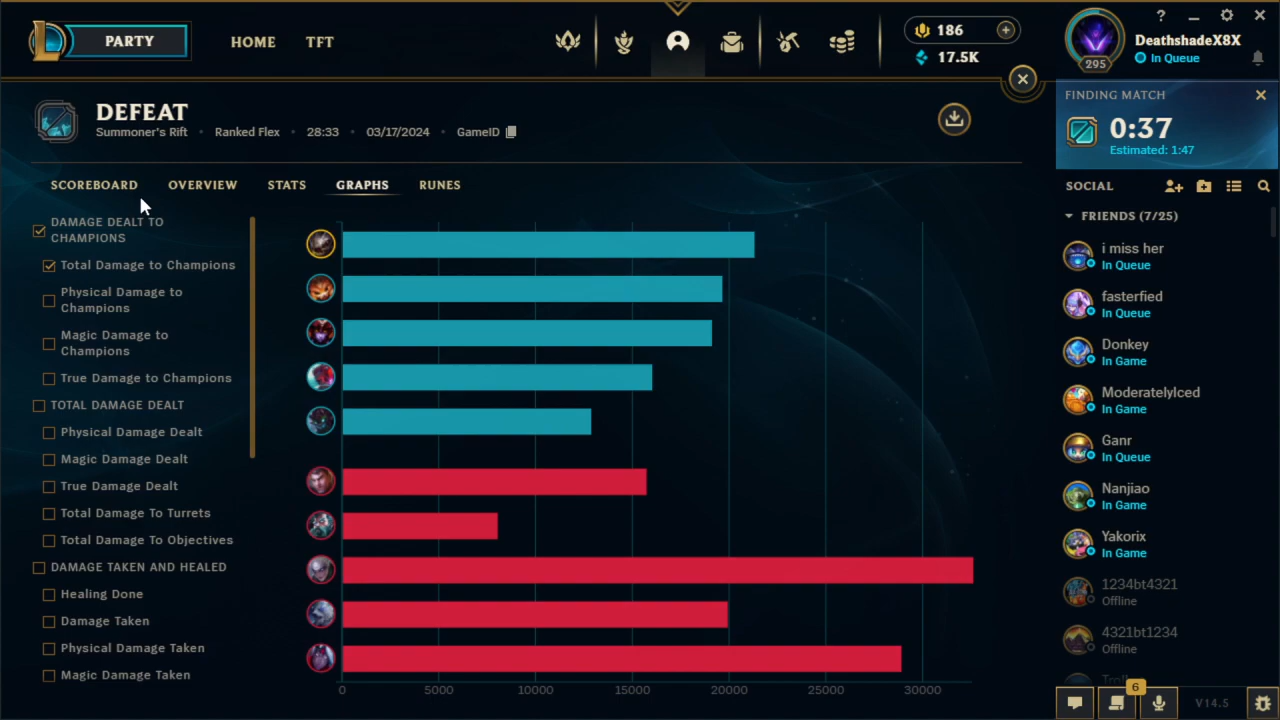 PARTY
HOME
TFT
186
17.5K
?
DeathshadeX8X
In Queue
295
DEFEAT
Summoner's Rift • Ranked Flex • 28:33 • 03/17/2024 • GameID
FINDING MATCH
0:37
Estimated: 1:47
SCOREBOARD
OVERVIEW
STATS
GRAPHS
RUNES
DAMAGE DEALT TO
CHAMPIONS
Total Damage to Champions
Physical Damage to
Champions
Magic Damage to
Champions
True Damage to Champions
TOTAL DAMAGE DEALT
Physical Damage Dealt
Magic Damage Dealt
True Damage Dealt
Total Damage To Turrets
Total Damage To Objectives
DAMAGE TAKEN AND HEALED
Healing Done
Damage Taken
Physical Damage Taken
Magic Damage Taken
0 5000 10000 15000 20000 25000 30000
SOCIAL
FRIENDS (7/25)
i miss her
In Queue
fasterfied
In Queue
Donkey
In Game
In Game
Ganr
In Queue
Nanjiao
In Game
Yakorix
In Game
1234bt4321
Offline
4321bt1234
Offline
6
V14.5